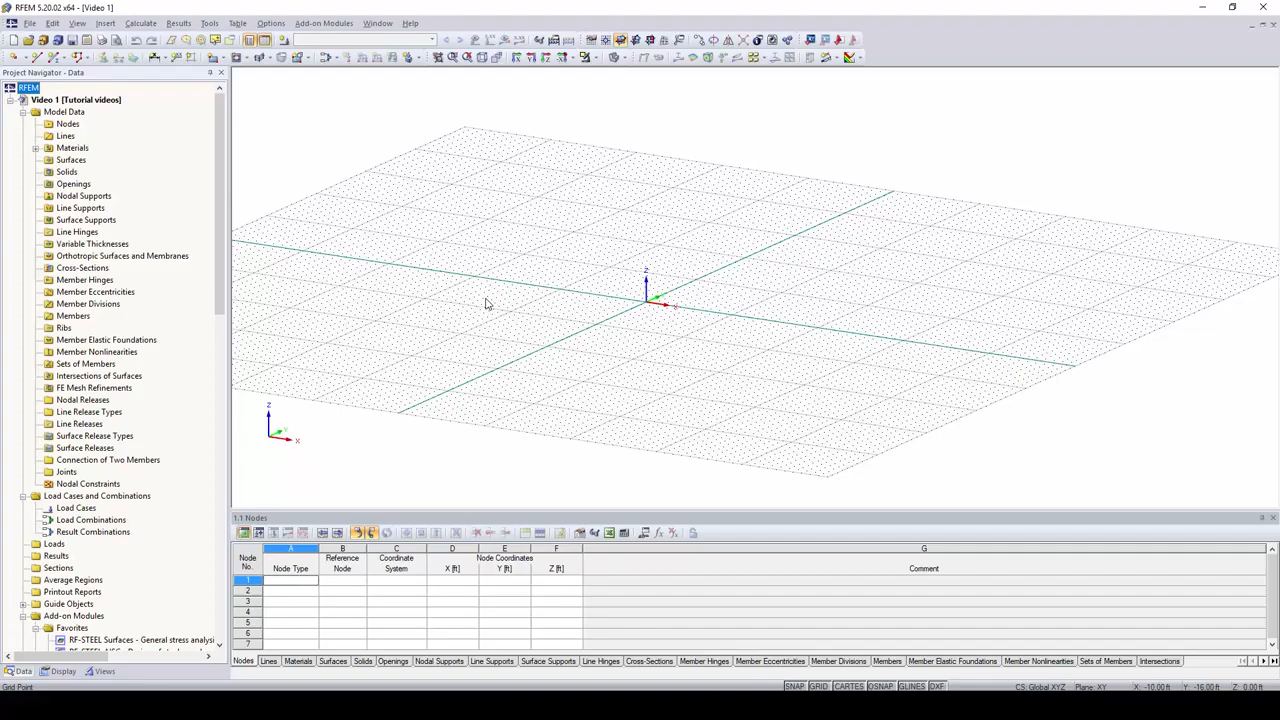 RFEM 5.20.02 x64 - [Video 1]
File Edit View Insert Calculate Results Tools Table Options Add-on Modules Window Help
Project Navigator - Data
RFEM
Video 1 [Tutorial videos]
Model Data
Nodes
Lines
Materials
Surfaces
Solids
Openings
Nodal Supports
Line Supports
Surface Supports
Line Hinges
Variable Thicknesses
Orthotropic Surfaces and Membranes
Cross-Sections
Member Hinges
Member Eccentricities
Member Divisions
Members
Ribs
Member Elastic Foundations
Member Nonlinearities
Sets of Members
Intersections of Surfaces
FE Mesh Refinements
Nodal Releases
Line Release Types
Line Releases
Surface Release Types
Surface Releases
Connection of Two Members
Joints
Nodal Constraints
Load Cases and Combinations
Load Cases
Load Combinations
Result Combinations
Loads
Results
Sections
Average Regions
Printout Reports
Guide Objects
Add-on Modules
Favorites
RF-STEEL Surfaces - General stress analysi
Data Display Views
Z
X
Z
Y
X
1.1 Nodes
A B C D E F G
Node Reference Coordinate Node Coordinates
No. Node Type Node System X [ft] Y [ft] Z [ft] Comment
1
2
3
4
5
6
7
Nodes Lines Materials Surfaces Solids Openings Nodal Supports Line Supports Surface Supports Line Hinges Cross-Sections Member Hinges Member Eccentricities Member Divisions Members Member Elastic Foundations Member Nonlinearities Sets of Members Intersections
Grid Point SNAP GRID CARTES OSNAP GLINES DXF CS: Global XYZ Plane: XY X: -10.00 ft Y: -16.00 ft Z: 0.00 ft